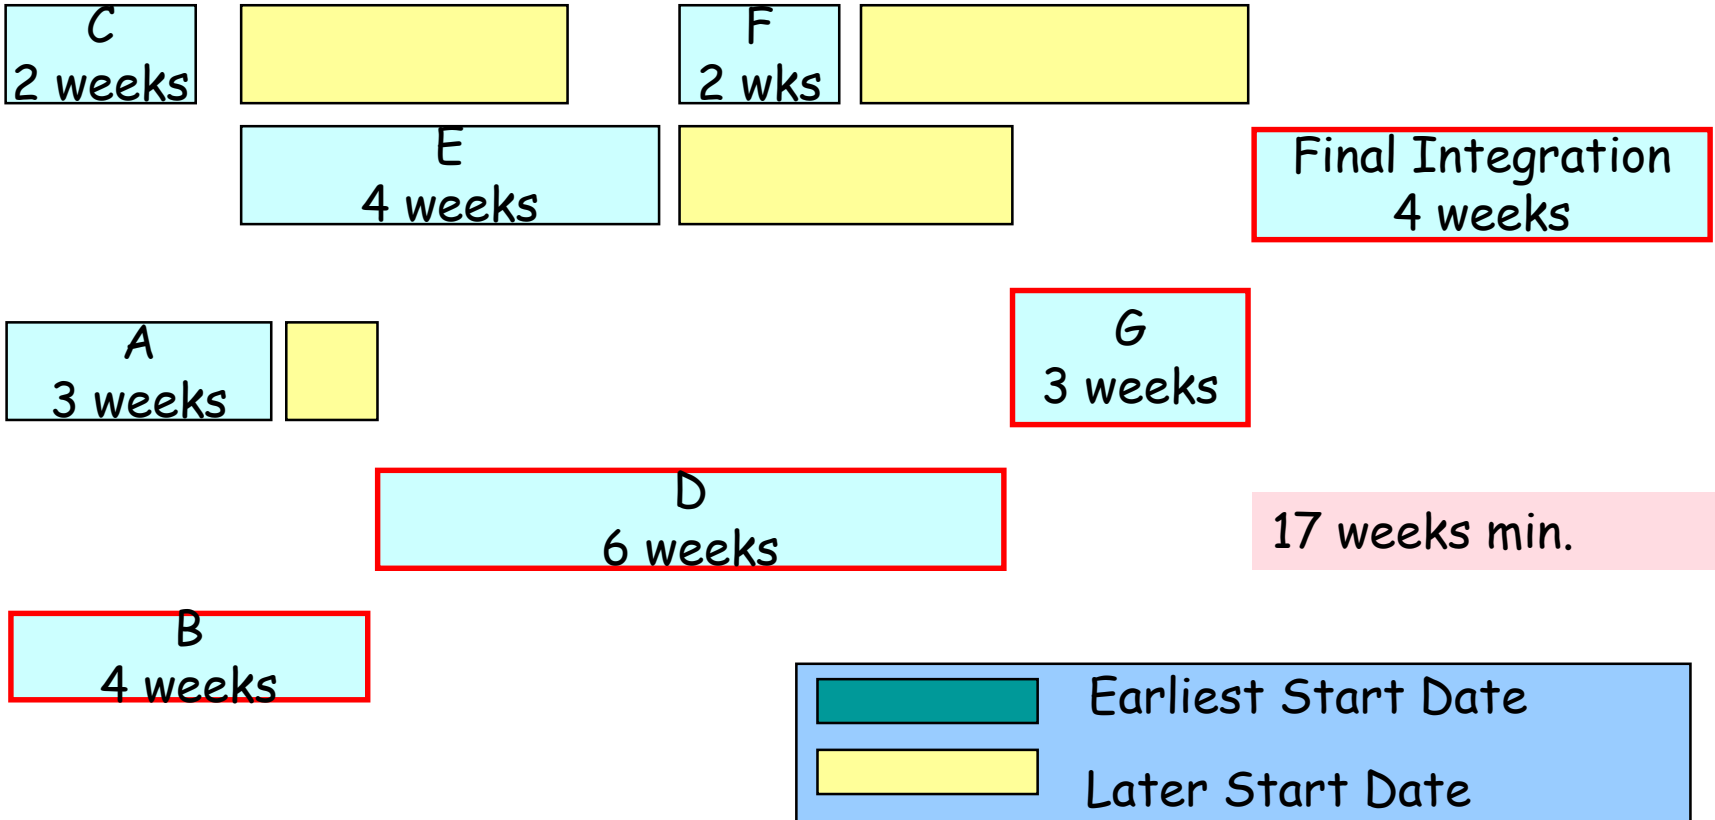 C
2 weeks
F
2 wks
E
4 weeks
Final Integration
4 weeks
A
3 weeks
G
3 weeks
D
6 weeks
17 weeks min.
B
4 weeks
Earliest Start Date
Later Start Date